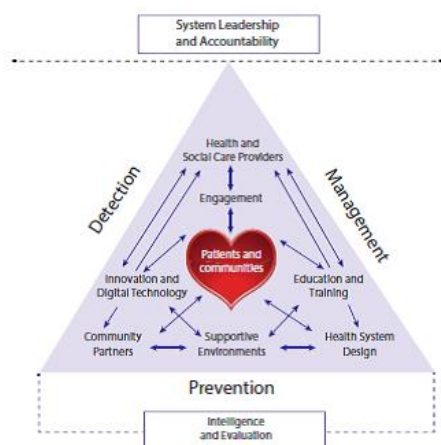 System Leadership
and Accountability
Health and
Social Care Providers
Detection
Management
Engagement
Patients and
communities
Innovation and
Digital Technology
Education and
Training
Community
Partners
Supportive
Environments
Health System
Design
Prevention
Intelligence
and Evaluation